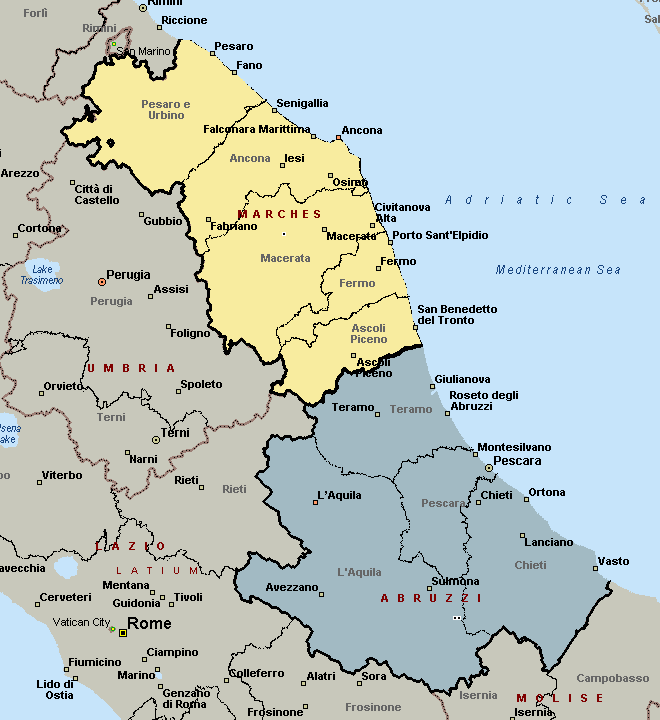 Forlì
Rimini
Riccione
Rimini
San Marino
Pesaro
Fano
Pesaro e
Urbino
Senigallia
Falconara Marittima
Ancona
Ancona
Iesi
Arezzo
Osimo
Città di
Castello
Adriatic Sea
Civitanova
Alta
MARCHES
Gubbio
Fabriano
Cortona
Macerata
Porto Sant'Elpidio
Macerata
Fermo
Lake
Trasimeno
Mediterranean Sea
Perugia
Fermo
Assisi
Perugia
San Benedetto
del Tronto
Foligno
Ascoli
Piceno
UMBRIA
Ascoli
Piceno
Giulianova
Orvieto
Spoleto
Roseto degli
Abruzzi
Teramo
Teramo
Terni
lsena
Lake
Terni
Montesilvano
Narni
Pescara
Viterbo
Rieti
Rieti
L'Aquila
Pescara
Chieti
Ortona
LAZIO
Lanciano
avecchia
LATIUM
L'Aquila
Chieti
Vasto
Mentana
Avezzano
Sulmona
Cerveteri
Guidonia
Tivoli
ABRUZZI
Vatican City
Rome
Ciampino
Fiumicino
Marino
Colleferro
Alatri
Sora
Campobasso
Lido di
Ostia
Genzano
di Roma
Isernia
MOLISE
Frosinone
Frosinone
Isernia